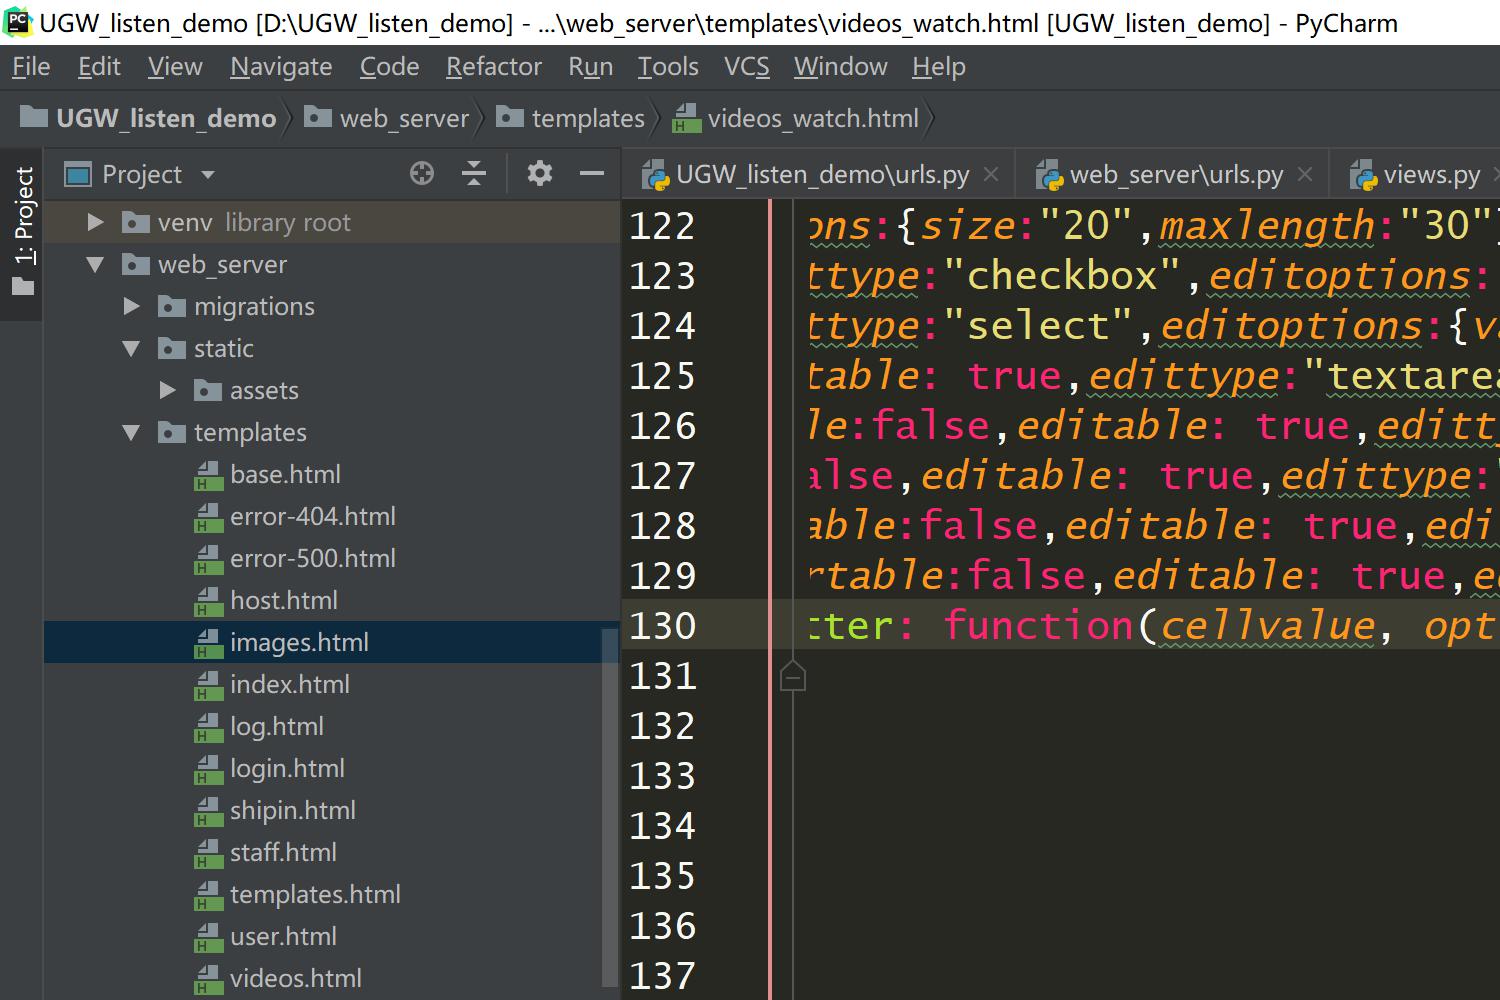 UGW_listen_demo [D:\UGW_listen_demo] - ...\web_server\templates\videos_watch.html [UGW_listen_demo] - PyCharm
File Edit View Navigate Code Refactor Run Tools VCS Window Help
UGW_listen_demo web_server templates videos_watch.html
1: Project
Project
UGW_listen_demo\urls.py web_server\urls.py views.py
venv library root
web_server
migrations
static
assets
templates
base.html
error-404.html
error-500.html
host.html
images.html
index.html
log.html
login.html
shipin.html
staff.html
templates.html
user.html
videos.html
122 ons:{size:"20",maxlength:"30"}
123 ttype:"checkbox",editoptions:
124 ttype:"select",editoptions:{va
125 table: true,edittype:"textarea
126 le:false,editable: true,editt
127 alse,editable: true,edittype:"
128 able:false,editable: true,edi
129 rtable:false,editable: true,e
130 tter: function(cellvalue, opt
131
132
133
134
135
136
137